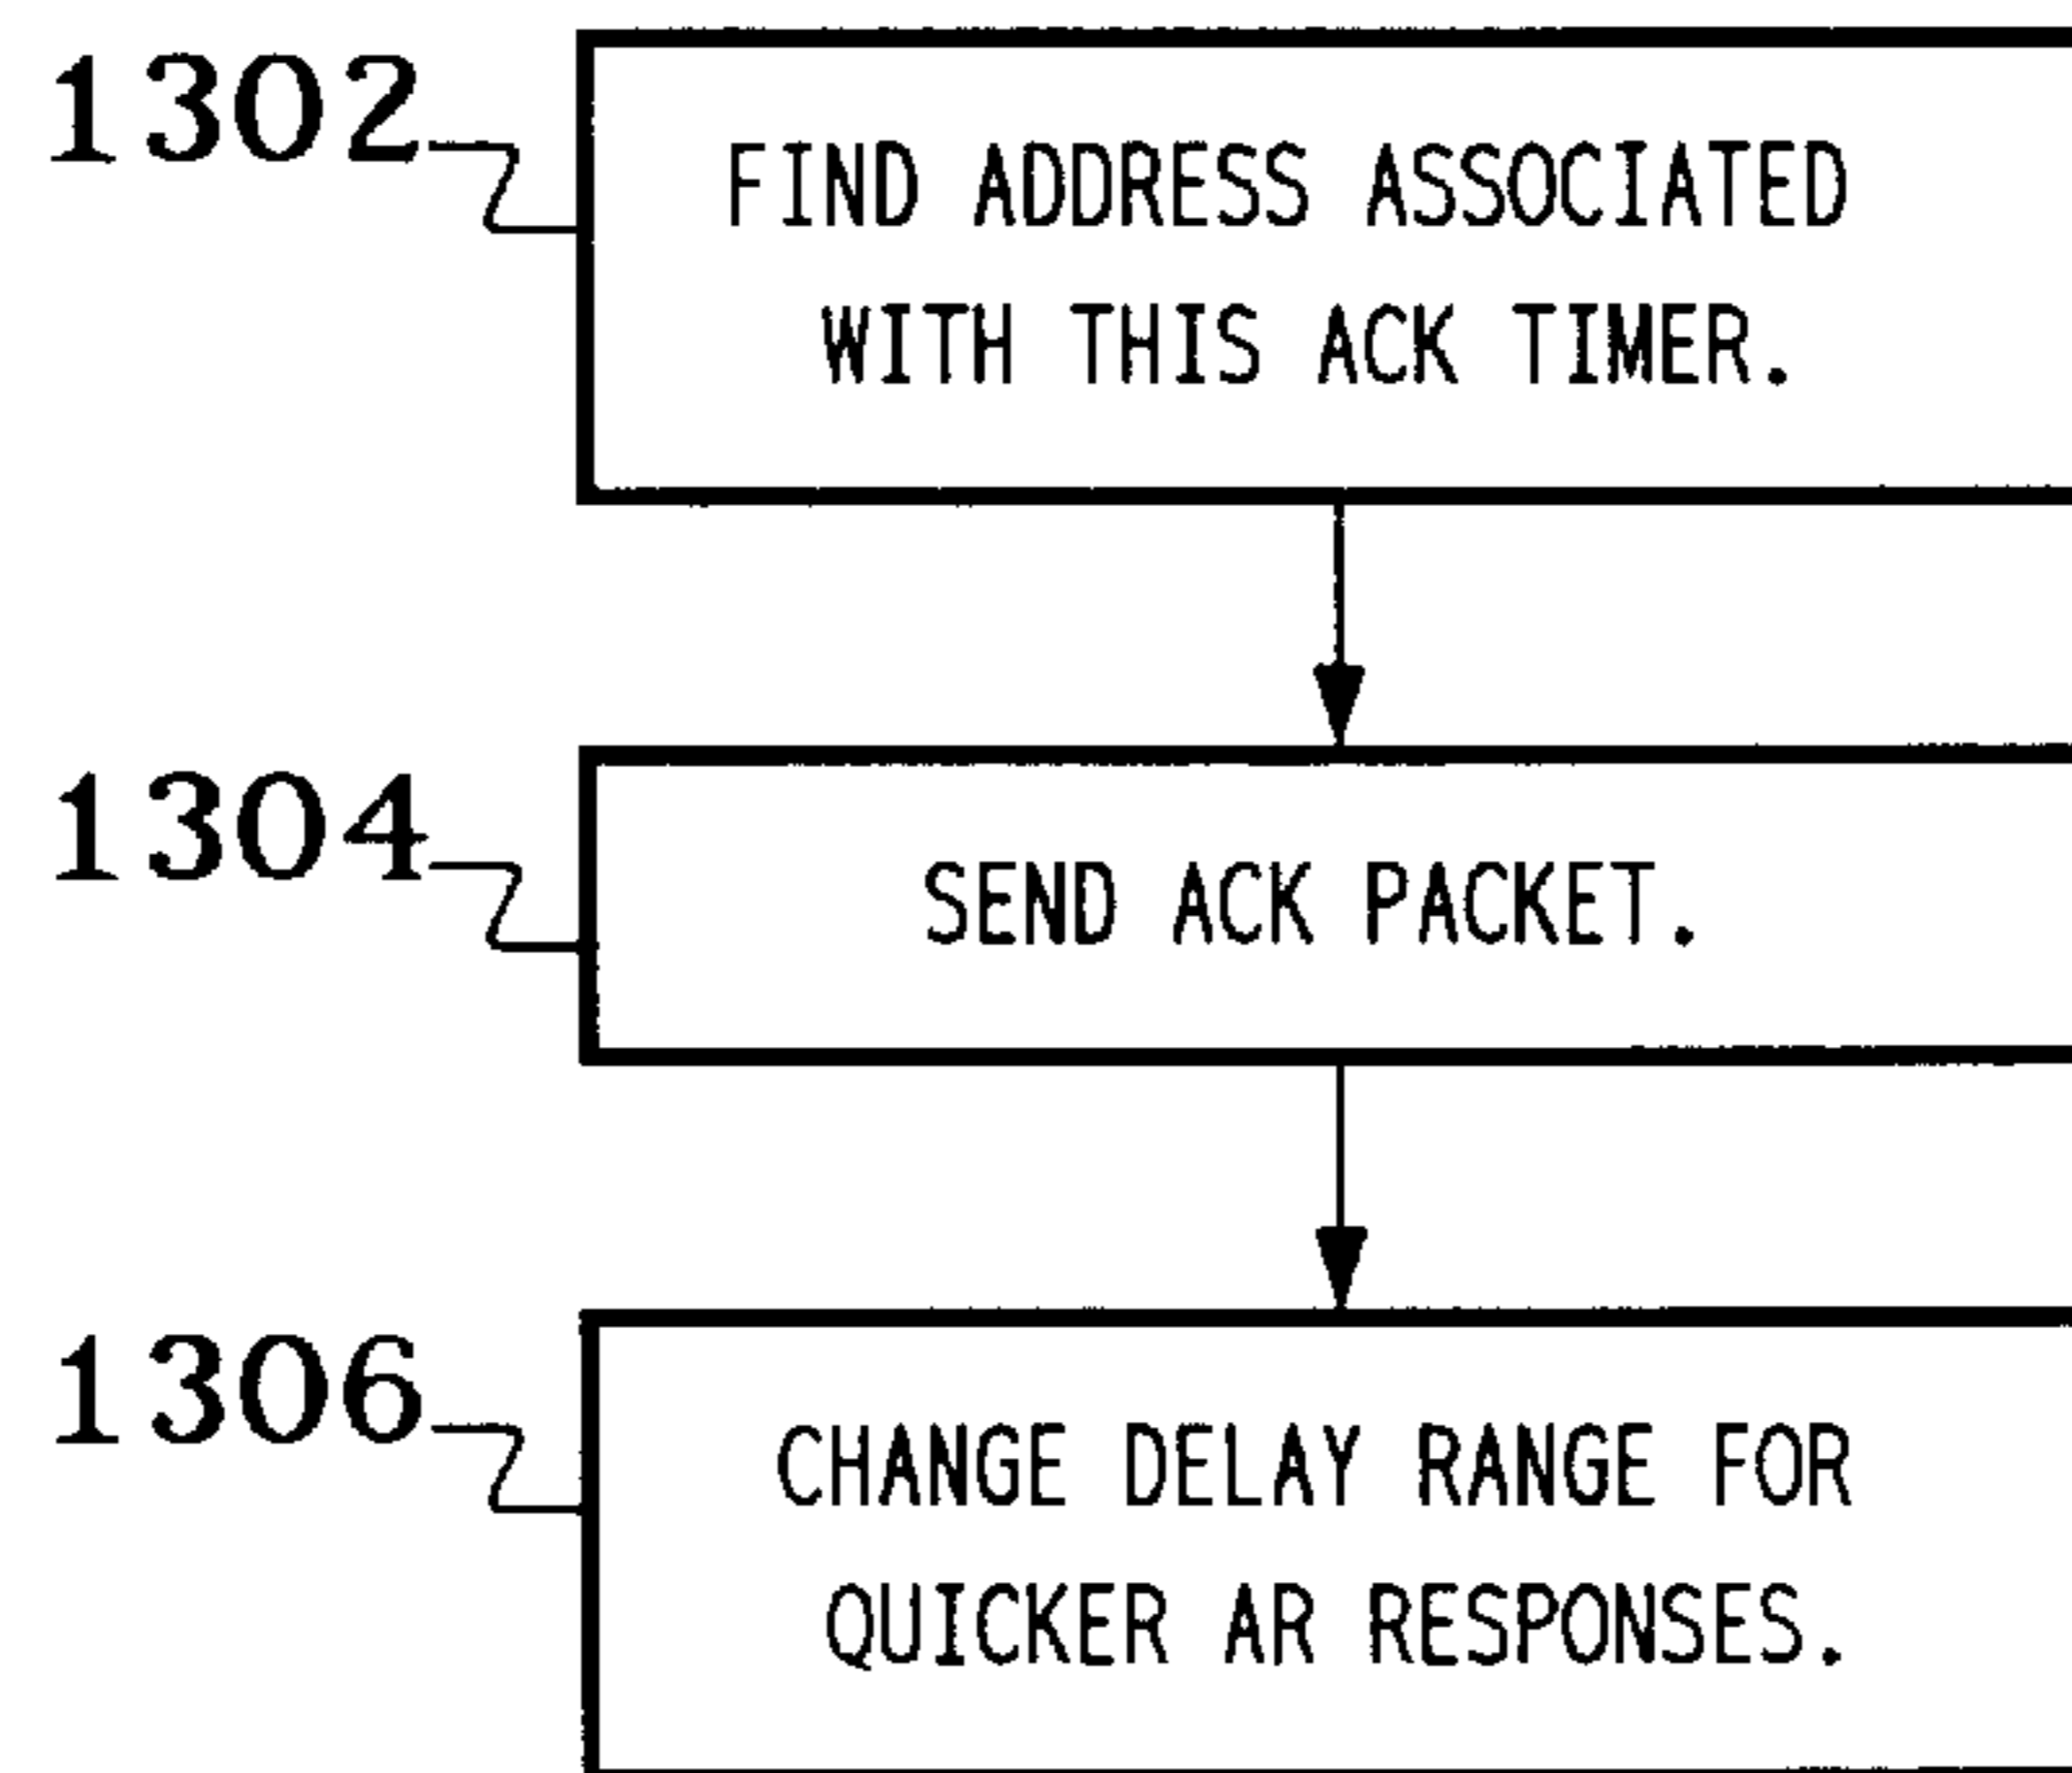 1302
FIND ADDRESS ASSOCIATED
WITH THIS ACK TIMER.
1304
SEND ACK PACKET.
1306
CHANGE DELAY RANGE FOR
QUICKER AR RESPONSES.